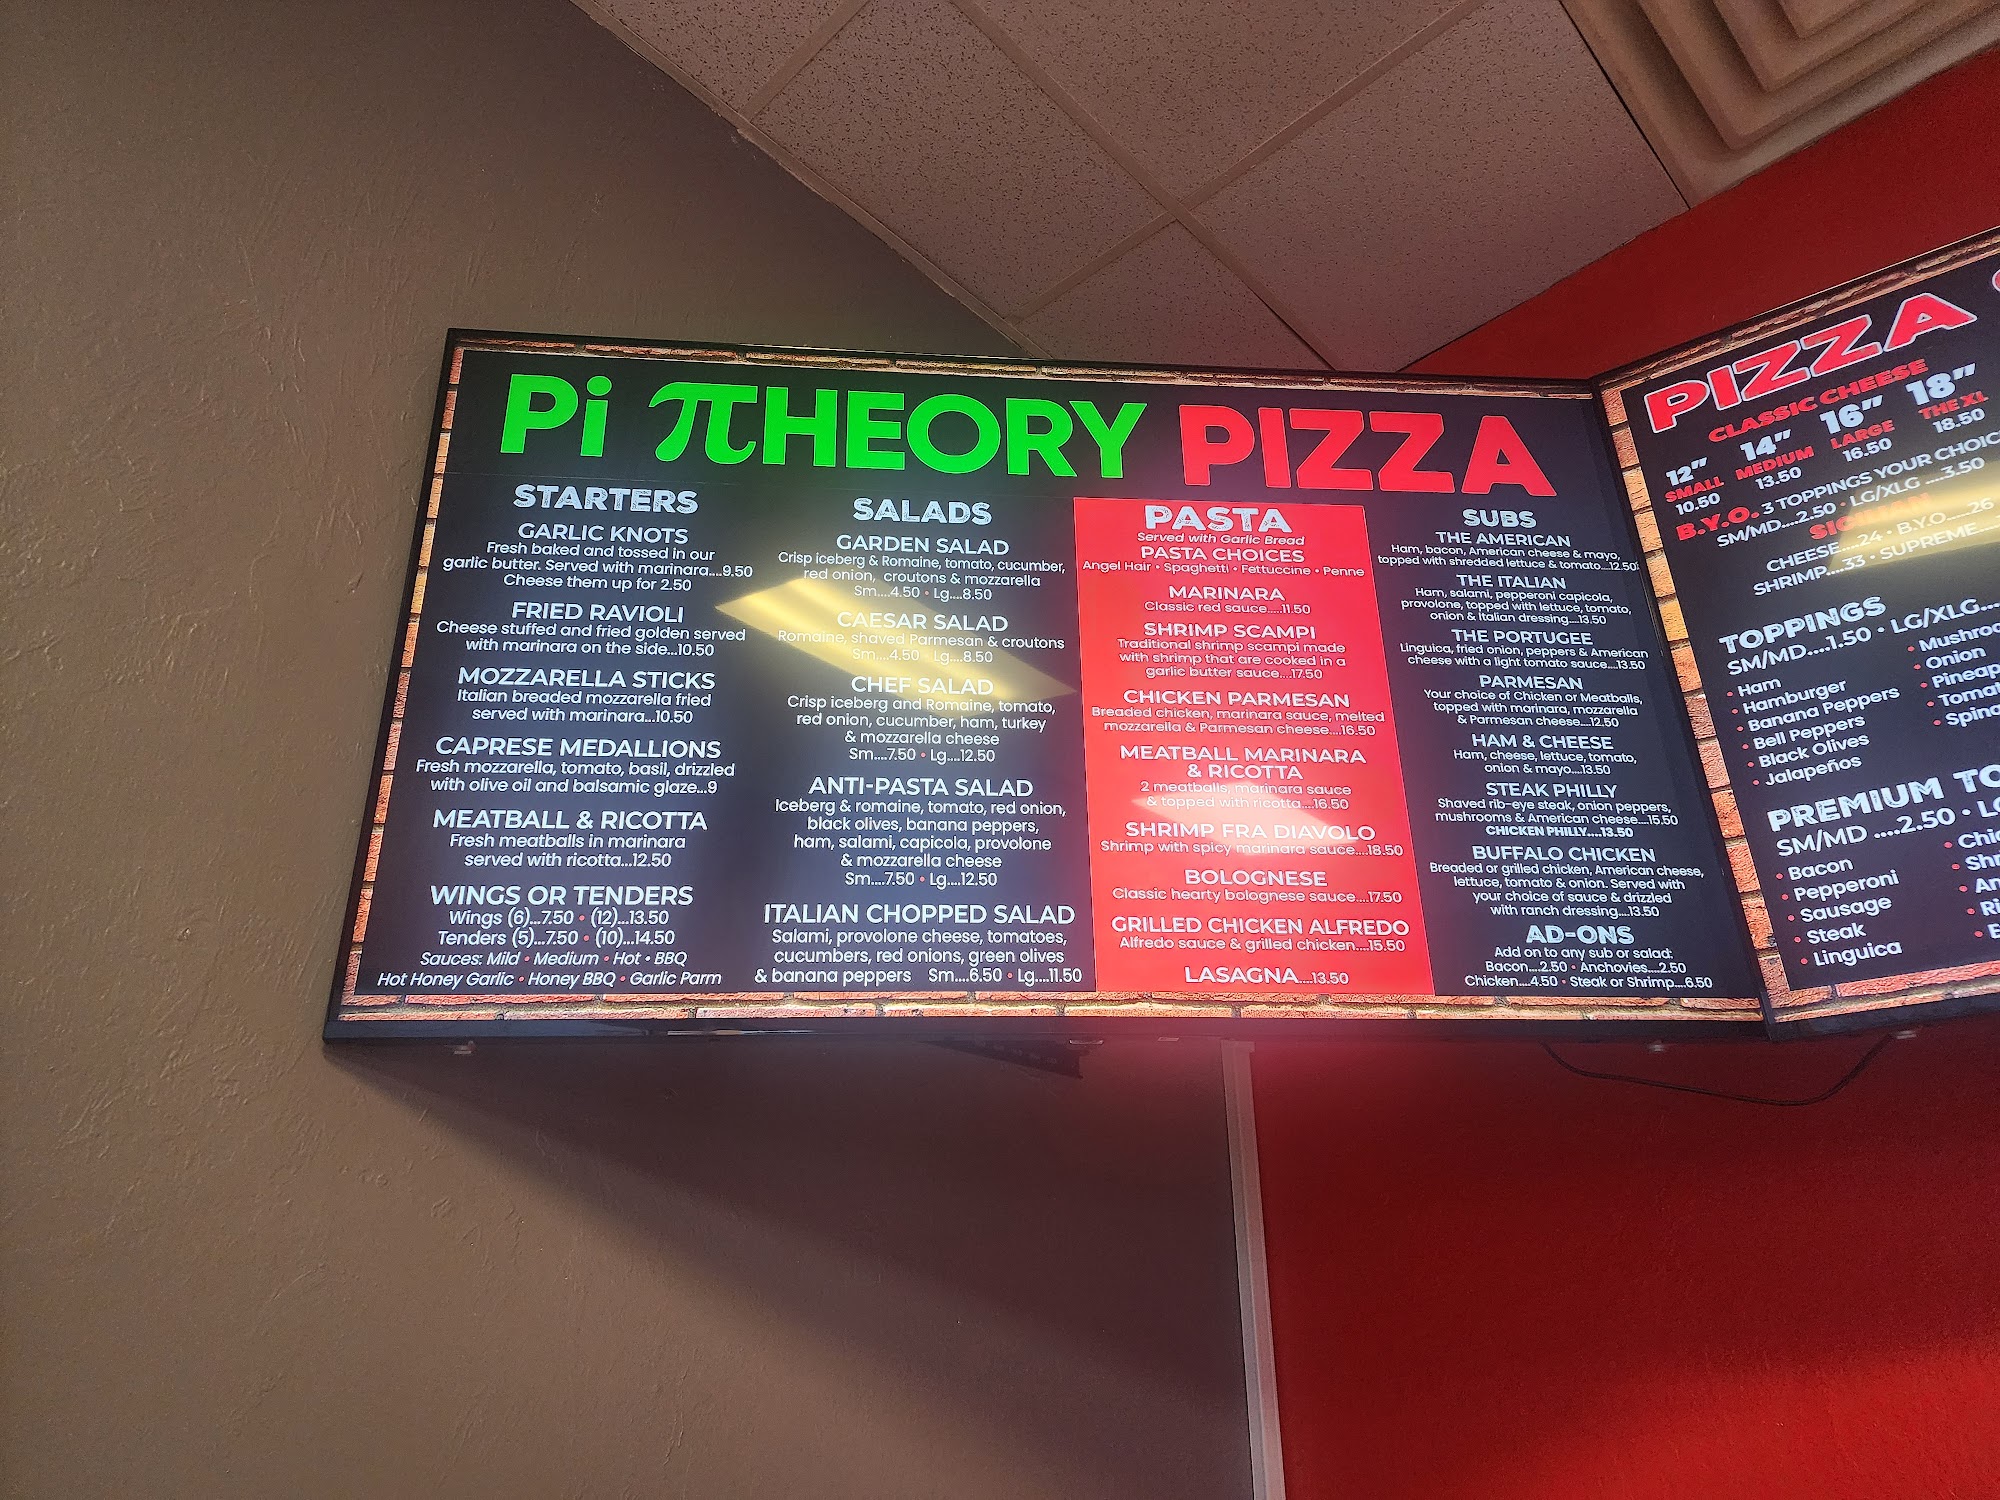 Pi πHEORY PIZZA
STARTERS
GARLIC KNOTS
Fresh baked and tossed in our
garlic butter. Served with marinara....9.50
Cheese them up for 2.50
FRIED RAVIOLI
Cheese stuffed and fried golden served
with marinara on the side...10.50
MOZZARELLA STICKS
Italian breaded mozzarella fried
served with marinara...10.50
CAPRESE MEDALLIONS
Fresh mozzarella, tomato, basil, drizzled
with olive oil and balsamic glaze...9
MEATBALL & RICOTTA
Fresh meatballs in marinara
served with ricotta...12.50
WINGS OR TENDERS
Wings (6)...7.50 • (12)...13.50
Tenders (5)...7.50 • (10)...14.50
Sauces: Mild • Medium • Hot • BBQ
Hot Honey Garlic • Honey BBQ • Garlic Parm
SALADS
GARDEN SALAD
Crisp iceberg & Romaine, tomato, cucumber,
red onion, croutons & mozzarella
Sm....4.50 • Lg....8.50
CAESAR SALAD
Romaine, shaved Parmesan & croutons
Sm....4.50 • Lg....8.50
CHEF SALAD
Crisp iceberg and Romaine, tomato,
red onion, cucumber, ham, turkey
& mozzarella cheese
Sm....7.50 • Lg....12.50
ANTI-PASTA SALAD
Iceberg & romaine, tomato, red onion,
black olives, banana peppers,
ham, salami, capicola, provolone
& mozzarella cheese
Sm....7.50 • Lg....12.50
ITALIAN CHOPPED SALAD
Salami, provolone cheese, tomatoes,
cucumbers, red onions, green olives
& banana peppers Sm....6.50 • Lg....11.50
PASTA
Served with Garlic Bread
PASTA CHOICES
Angel Hair • Spaghetti • Fettuccine • Penne
MARINARA
Classic red sauce.....11.50
SHRIMP SCAMPI
Traditional shrimp scampi made
with shrimp that are cooked in a
garlic butter sauce....17.50
CHICKEN PARMESAN
Breaded chicken, marinara sauce, melted
mozzarella & Parmesan cheese....16.50
MEATBALL MARINARA
& RICOTTA
2 meatballs, marinara sauce
& topped with ricotta....16.50
SHRIMP FRA DIAVOLO
Shrimp with spicy marinara sauce....18.50
BOLOGNESE
Classic hearty bolognese sauce....17.50
GRILLED CHICKEN ALFREDO
Alfredo sauce & grilled chicken....15.50
LASAGNA....13.50
SUBS
THE AMERICAN
Ham, bacon, American cheese & mayo,
topped with shredded lettuce & tomato....12.50
THE ITALIAN
Ham, salami, pepperoni capicola,
provolone, topped with lettuce, tomato,
onion & Italian dressing....13.50
THE PORTUGEE
Linguica, fried onion, peppers & American
cheese with a light tomato sauce....13.50
PARMESAN
Your choice of Chicken or Meatballs,
topped with marinara, mozzarella
& Parmesan cheese....12.50
HAM & CHEESE
Ham, cheese, lettuce, tomato,
onion & mayo....13.50
STEAK PHILLY
Shaved rib-eye steak, onion peppers,
mushrooms & American cheese....15.50
CHICKEN PHILLY....13.50
BUFFALO CHICKEN
Breaded or grilled chicken, American cheese,
lettuce, tomato & onion. Served with
your choice of sauce & drizzled
with ranch dressing....13.50
AD-ONS
Add on to any sub or salad:
Bacon....2.50 • Anchovies....2.50
Chicken....4.50 • Steak or Shrimp....6.50
PIZZA
CLASSIC CHEESE
12" 14" 16" 18"
SMALL MEDIUM LARGE THE XL
10.50 13.50 16.50 18.50
B.Y.O. 3 TOPPINGS YOUR
SM/MD....2.50 • LG/XLG ....3.50
CHEESE....24 • B.Y.O.....26
SHRIMP....33 • SUPREME....
TOPPINGS
SM/MD....1.50 • LG/XLG....
• Ham
• Hamburger
• Banana Peppers
• Bell Peppers
• Black Olives
• Jalapeños
• Onion
PREMIUM
SM/MD ....2.50 •
• Bacon
• Pepperoni
• Sausage
• Steak
• Linguica